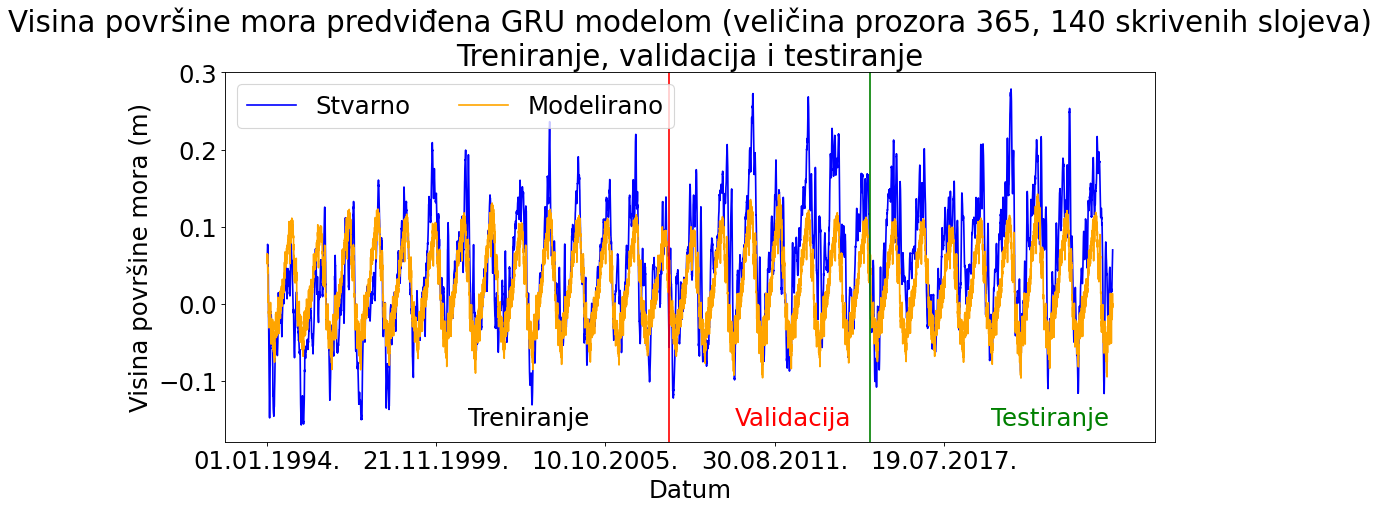 Visina površine mora predviđena GRU modelom (veličina prozora 365, 140 skrivenih slojeva)
Treniranje, validacija i testiranje
Stvarno
Modelirano
Visina površine mora (m)
0.3
0.2
0.1
0.0
−0.1
Treniranje
Validacija
Testiranje
01.01.1994.
21.11.1999.
10.10.2005.
30.08.2011.
19.07.2017.
Datum